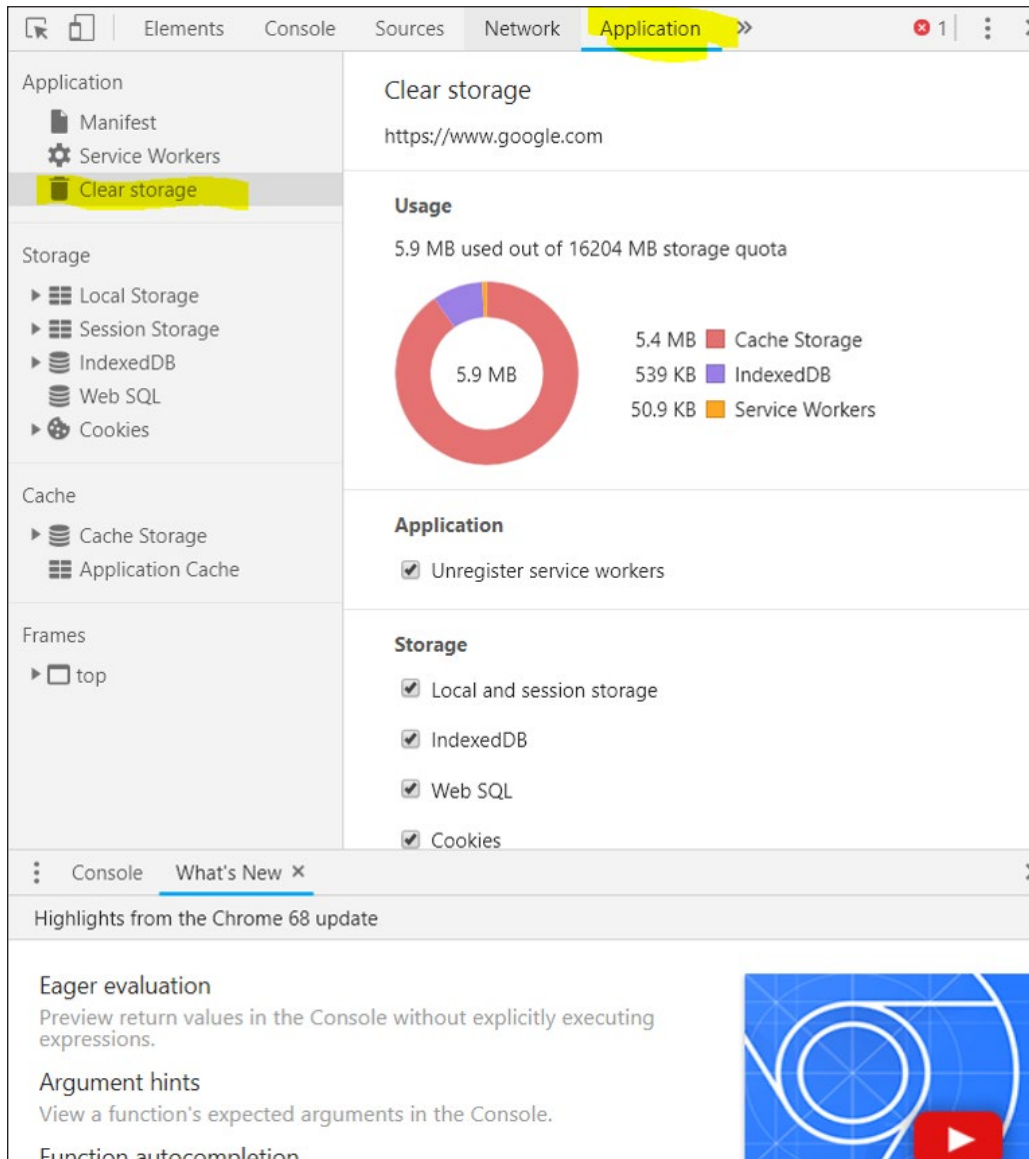 Elements Console Sources Network Application » 1
Application
Manifest
Service Workers
Clear storage
Storage
Local Storage
Session Storage
IndexedDB
Web SQL
Cookies
Cache
Cache Storage
Application Cache
Frames
top
Clear storage
https://www.google.com
Usage
5.9 MB used out of 16204 MB storage quota
5.9 MB
5.4 MB Cache Storage
539 KB IndexedDB
50.9 KB Service Workers
Application
Unregister service workers
Storage
Local and session storage
IndexedDB
Web SQL
Cookies
Console What's New ×
Highlights from the Chrome 68 update
Eager evaluation
Preview return values in the Console without explicitly executing
expressions.
Argument hints
View a function's expected arguments in the Console.
Function autocompletion